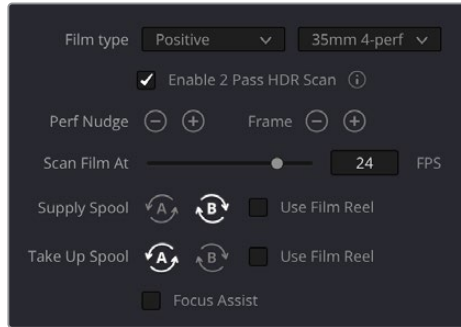 Film type Positive 35mm 4-perf
Enable 2 Pass HDR Scan i
Perf Nudge Frame
Scan Film At 24 FPS
Supply Spool A B Use Film Reel
Take Up Spool A B Use Film Reel
Focus Assist